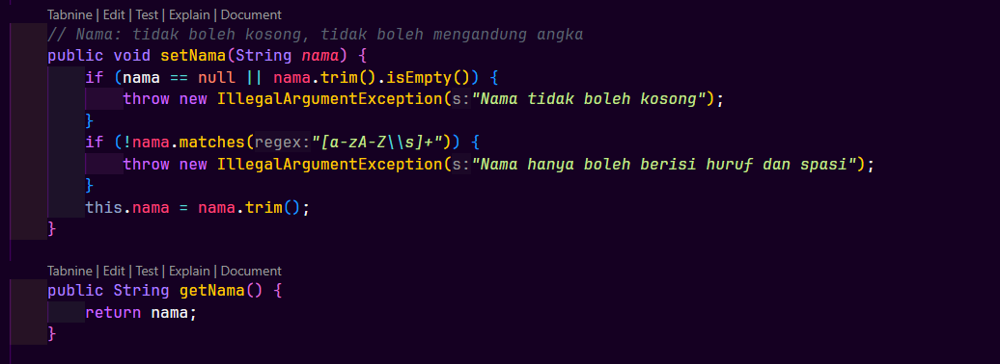 Tabnine | Edit | Test | Explain | Document
// Nama: tidak boleh kosong, tidak boleh mengandung angka
public void setNama(String nama) {
if (nama == null || nama.trim().isEmpty()) {
throw new IllegalArgumentException(s:"Nama tidak boleh kosong");
}
if (!nama.matches(regex:"[a-zA-Z\\s]+")) {
throw new IllegalArgumentException(s:"Nama hanya boleh berisi huruf dan spasi");
}
this.nama = nama.trim();
}
Tabnine | Edit | Test | Explain | Document
public String getNama() {
return nama;
}